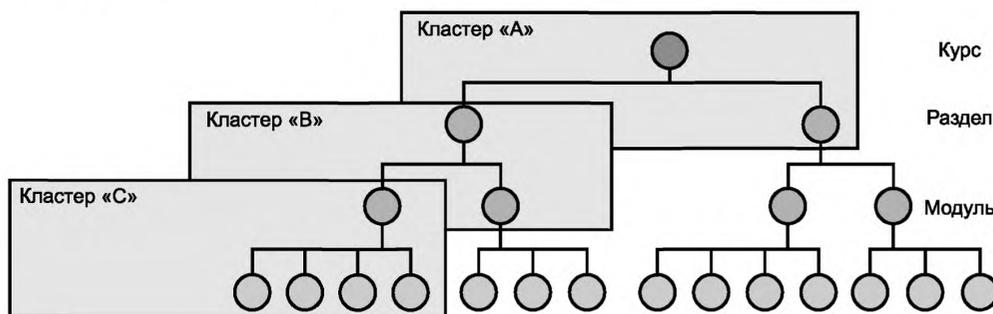 Кластер «А»
Курс
Кластер «В»
Раздел
Кластер «С»
Модуль